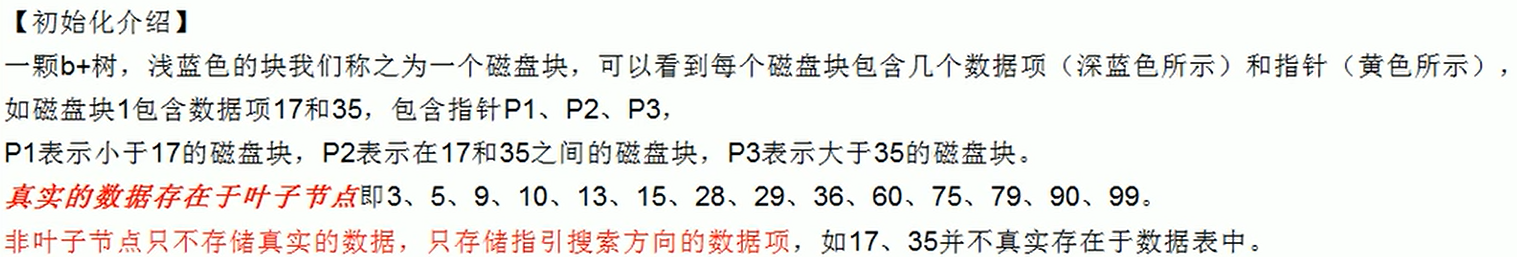 【初始化介绍】
一颗b+树，浅蓝色的块我们称之为一个磁盘块，可以看到每个磁盘块包含几个数据项（深蓝色所示）和指针（黄色所示），
如磁盘块1包含数据项17和35，包含指针P1、P2、P3，
P1表示小于17的磁盘块，P2表示在17和35之间的磁盘块，P3表示大于35的磁盘块。
真实的数据存在于叶子节点即3、5、9、10、13、15、28、29、36、60、75、79、90、99。
非叶子节点只不存储真实的数据，只存储指引搜索方向的数据项，如17、35并不真实存在于数据表中。